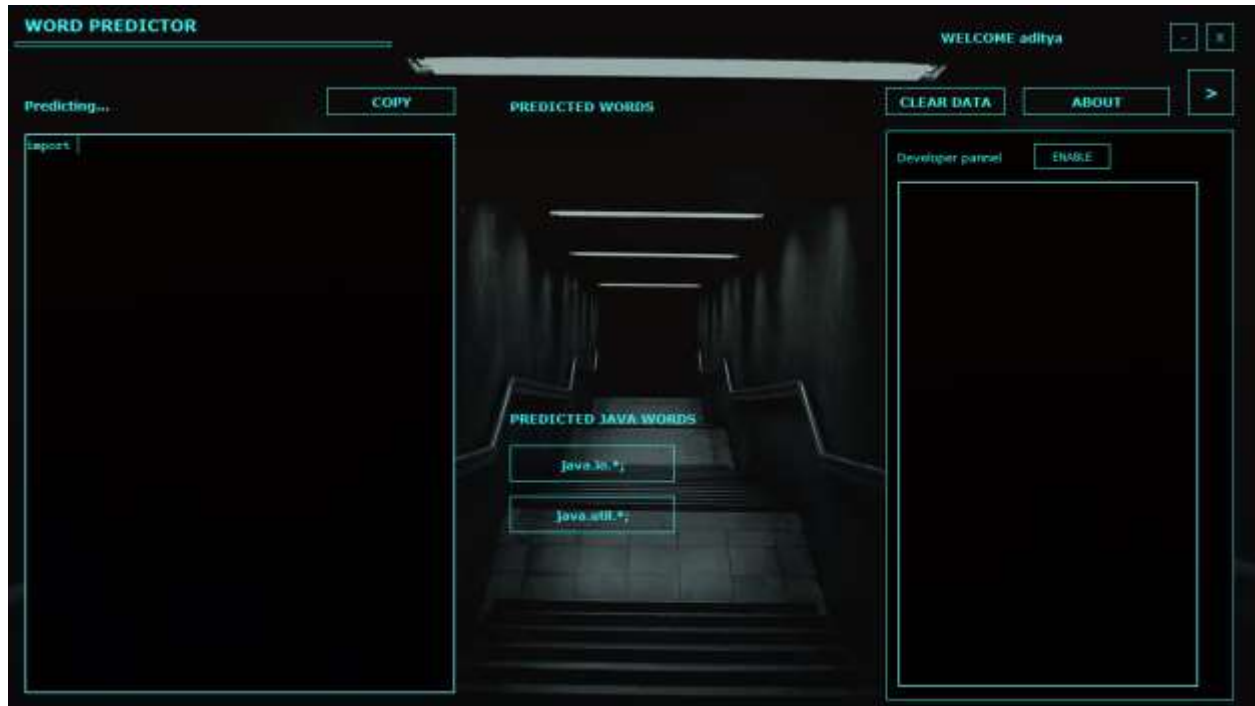 WORD PREDICTOR
WELCOME aditya
-
X
Predicting...
COPY
PREDICTED WORDS
CLEAR DATA
ABOUT
>
import
Developer pannel
ENABLE
PREDICTED JAVA WORDS
java.io.*;
java.util.*;